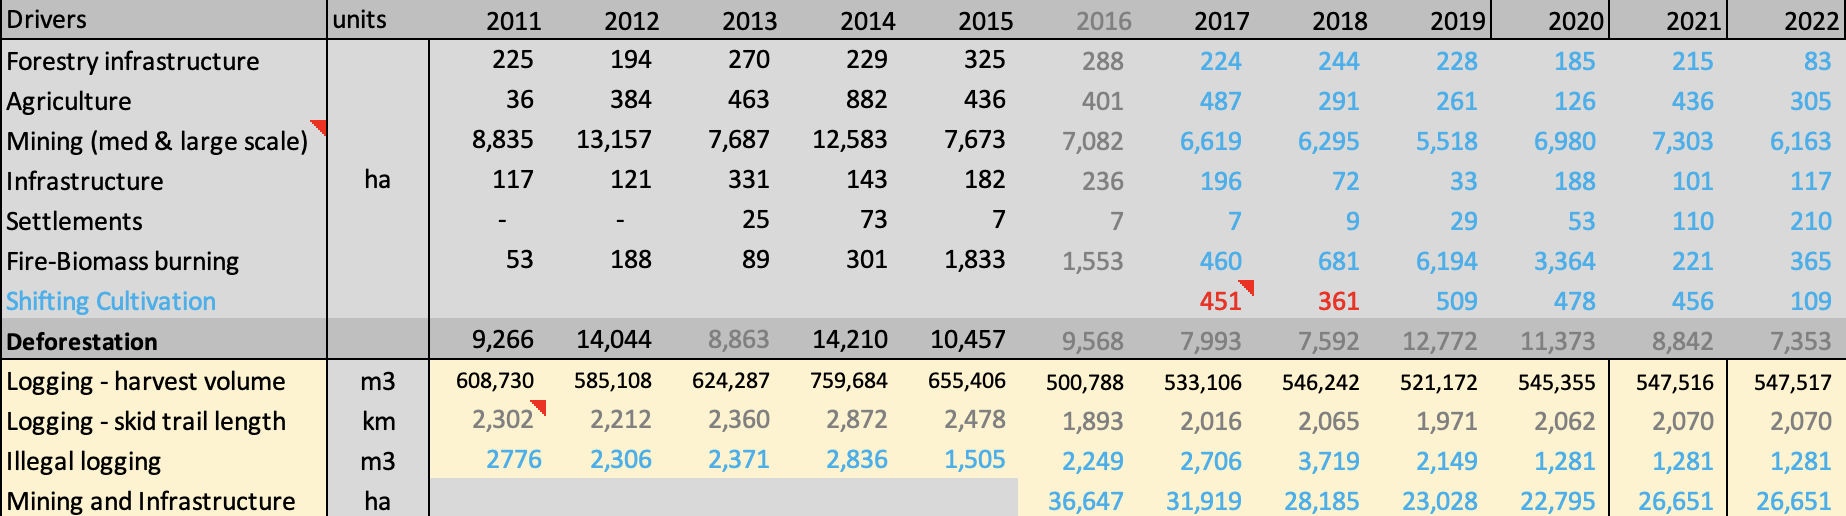 Drivers units 2011 2012 2013 2014 2015 2016 2017 2018 2019 2020 2021 2022
Forestry infrastructure 225 194 270 229 325 288 224 244 228 185 215 83
Agriculture 36 384 463 882 436 401 487 291 261 126 436 305
Mining (med & large scale) 8,835 13,157 7,687 12,583 7,673 7,082 6,619 6,295 5,518 6,980 7,303 6,163
Infrastructure ha 117 121 331 143 182 236 196 72 33 188 101 117
Settlements - - 25 73 7 7 7 9 29 53 110 210
Fire-Biomass burning 53 188 89 301 1,833 1,553 460 681 6,194 3,364 221 365
Shifting Cultivation 451 361 509 478 456 109
Deforestation 9,266 14,044 8,863 14,210 10,457 9,568 7,993 7,592 12,772 11,373 8,842 7,353
Logging - harvest volume m3 608,730 585,108 624,287 759,684 655,406 500,788 533,106 546,242 521,172 545,355 547,516 547,517
Logging - skid trail length km 2,302 2,212 2,360 2,872 2,478 1,893 2,016 2,065 1,971 2,062 2,070 2,070
Illegal logging m3 2776 2,306 2,371 2,836 1,505 2,249 2,706 3,719 2,149 1,281 1,281 1,281
Mining and Infrastructure ha 36,647 31,919 28,185 23,028 22,795 26,651 26,651